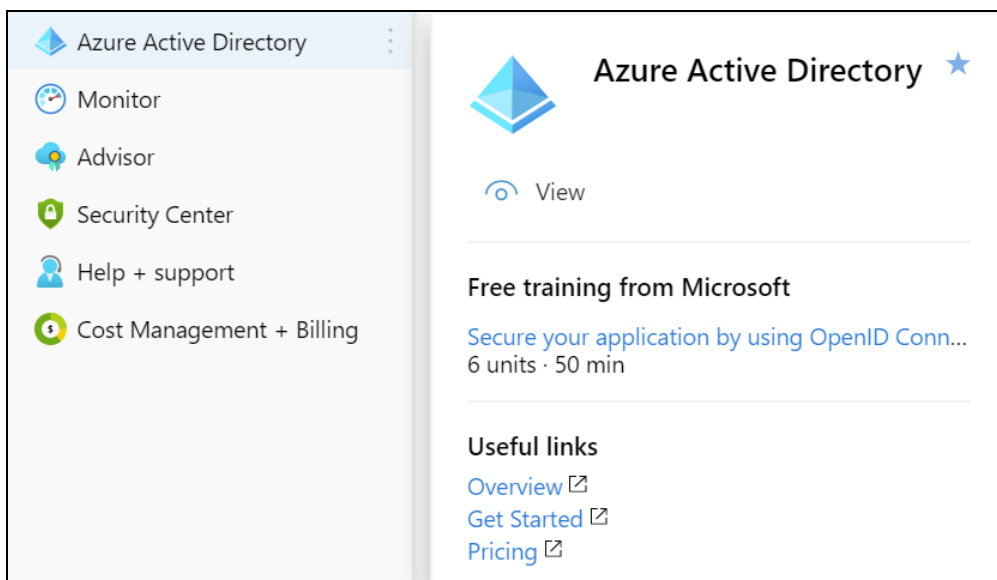 Azure Active Directory
Monitor
Advisor
Security Center
Help + support
Cost Management + Billing
Azure Active Directory
View
Free training from Microsoft
Secure your application by using OpenID Conn...
6 units · 50 min
Useful links
Overview
Get Started
Pricing